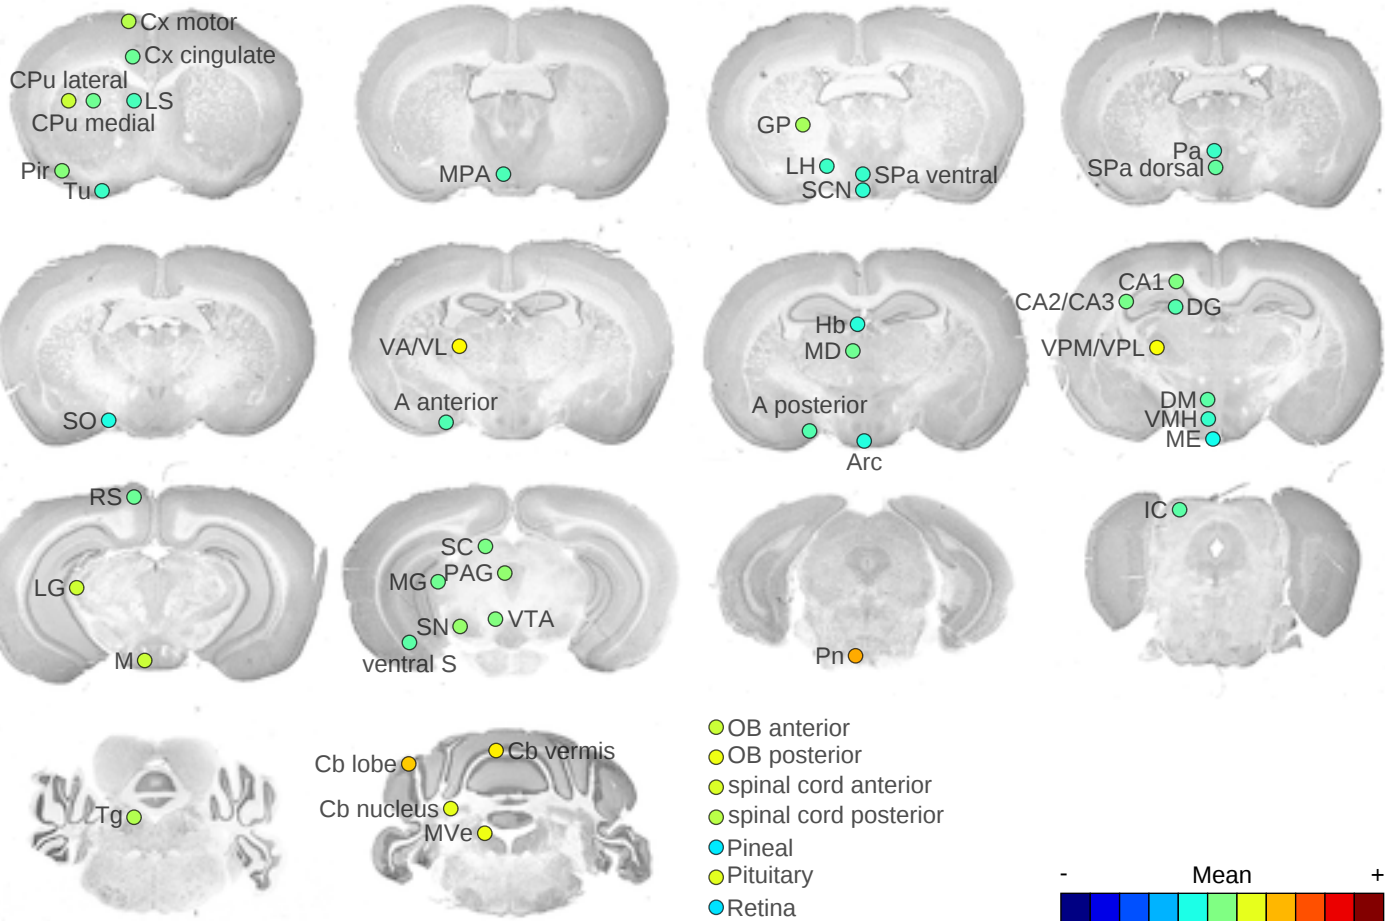 Cx motor
Cx cingulate
CPu lateral
LS
CPu medial
Pir
Tu
MPA
GP
LH
SPa ventral
SCN
Pa
SPa dorsal
SO
VA/VL
A anterior
Hb
MD
A posterior
Arc
CA1
CA2/CA3
DG
VPM/VPL
DM
VMH
ME
RS
LG
M
SC
MG
PAG
SN
VTA
ventral S
Pn
IC
Tg
Cb lobe
Cb vermis
Cb nucleus
MVe
OB anterior
OB posterior
spinal cord anterior
spinal cord posterior
Pineal
Pituitary
Retina
- Mean +